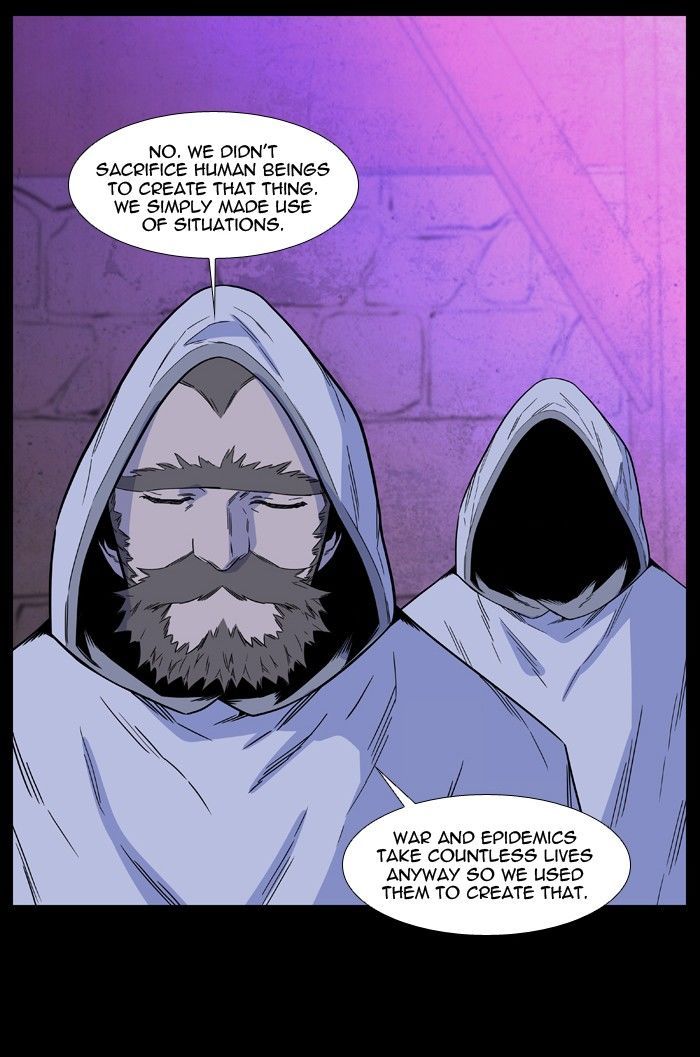 NO. WE DIDN'T
SACRIFICE HUMAN BEINGS
TO CREATE THAT THING.
WE SIMPLY MADE USE
OF SITUATIONS.
WAR AND EPIDEMICS
TAKE COUNTLESS LIVES
ANYWAY SO WE USED
THEM TO CREATE THAT.